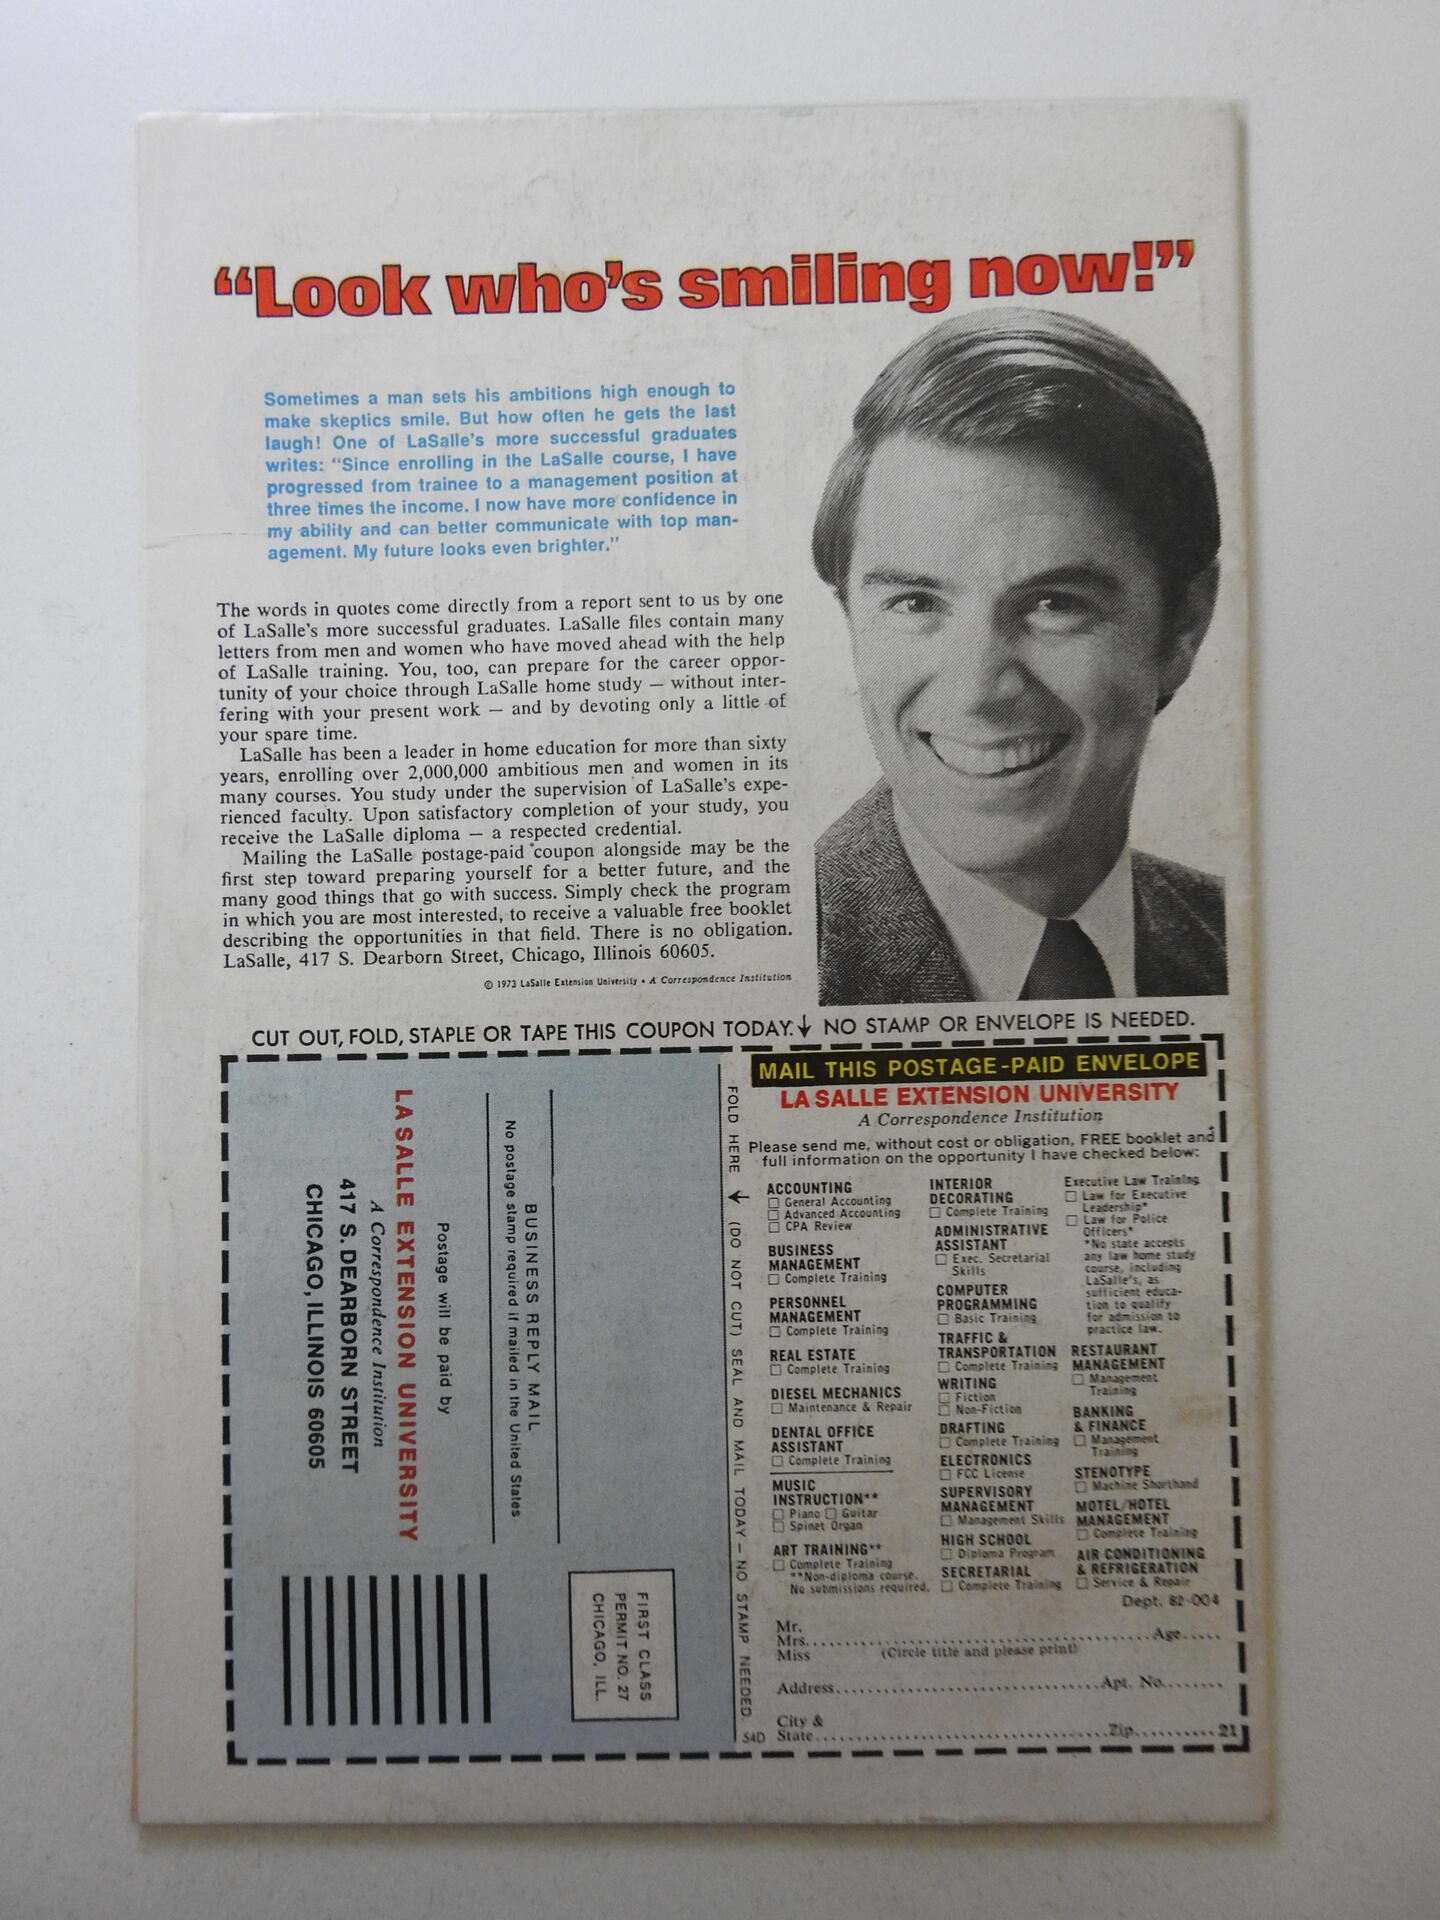 “Look who’s smiling now!”
Sometimes a man sets his ambitions high enough to
make skeptics smile. But how often he gets the last
laugh! One of LaSalle's more successful graduates
writes: "Since enrolling in the LaSalle course, I have
progressed from trainee to a management position at
three times the income. I now have more confidence in
my ability and can better communicate with top man-
agement. My future looks even brighter."
The words in quotes come directly from a report sent to us by one
of LaSalle's more successful graduates. LaSalle files contain many
letters from men and women who have moved ahead with the help
of LaSalle training. You, too, can prepare for the career oppor-
tunity of your choice through LaSalle home study — without inter-
fering with your present work — and by devoting only a little of
your spare time.
LaSalle has been a leader in home education for more than sixty
years, enrolling over 2,000,000 ambitious men and women in its
many courses. You study under the supervision of LaSalle's expe-
rienced faculty. Upon satisfactory completion of your study, you
receive the LaSalle diploma — a respected credential.
Mailing the LaSalle postage-paid coupon alongside may be the
first step toward preparing yourself for a better future, and the
many good things that go with success. Simply check the program
in which you are most interested, to receive a valuable free booklet
describing the opportunities in that field. There is no obligation.
LaSalle, 417 S. Dearborn Street, Chicago, Illinois 60605.
© 1973 LaSalle Extension University • A Correspondence Institution
CUT OUT, FOLD, STAPLE OR TAPE THIS COUPON TODAY. NO STAMP OR ENVELOPE IS NEEDED.
FIRST CLASS
PERMIT NO. 27
CHICAGO, ILL.
BUSINESS REPLY MAIL
No postage stamp required if mailed in the United States
Postage will be paid by
LA SALLE EXTENSION UNIVERSITY
A Correspondence Institution
417 S. DEARBORN STREET
CHICAGO, ILLINOIS 60605
FOLD HERE (DO NOT CUT) SEAL AND MAIL TODAY — NO STAMP NEEDED.
MAIL THIS POSTAGE-PAID ENVELOPE
LA SALLE EXTENSION UNIVERSITY
A Correspondence Institution
Please send me, without cost or obligation, FREE booklet and
full information on the opportunity I have checked below:
ACCOUNTING
General Accounting
Advanced Accounting
CPA Review
BUSINESS
MANAGEMENT
Complete Training
PERSONNEL
MANAGEMENT
Complete Training
REAL ESTATE
Complete Training
DIESEL MECHANICS
Maintenance & Repair
DENTAL OFFICE
ASSISTANT
Complete Training
MUSIC
INSTRUCTION**
Piano Guitar
Spinet Organ
ART TRAINING**
Complete Training
**Non-diploma course.
No submissions required.
INTERIOR
DECORATING
Complete Training
ADMINISTRATIVE
ASSISTANT
Exec. Secretarial
Skills
COMPUTER
PROGRAMMING
Basic Training
TRAFFIC &
TRANSPORTATION
Complete Training
WRITING
Fiction
Non-Fiction
DRAFTING
Complete Training
ELECTRONICS
FCC License
SUPERVISORY
MANAGEMENT
Management Skills
HIGH SCHOOL
Diploma Program
SECRETARIAL
Complete Training
Executive Law Training
Law for Executive
Leadership*
Law for Police
Officers*
*No state accepts
any law home study
course, including
LaSalle's, as
sufficient educa-
tion to qualify
for admission to
practice law.
RESTAURANT
MANAGEMENT
Management
Training
BANKING
& FINANCE
Management
Training
STENOTYPE
Machine Shorthand
MOTEL/HOTEL
MANAGEMENT
Complete Training
AIR CONDITIONING
& REFRIGERATION
Service & Repair
Dept. 82-004
Mr.
Mrs. Age
Miss (Circle title and please print)
Address Apt. No.
City &
State Zip 21
S4D